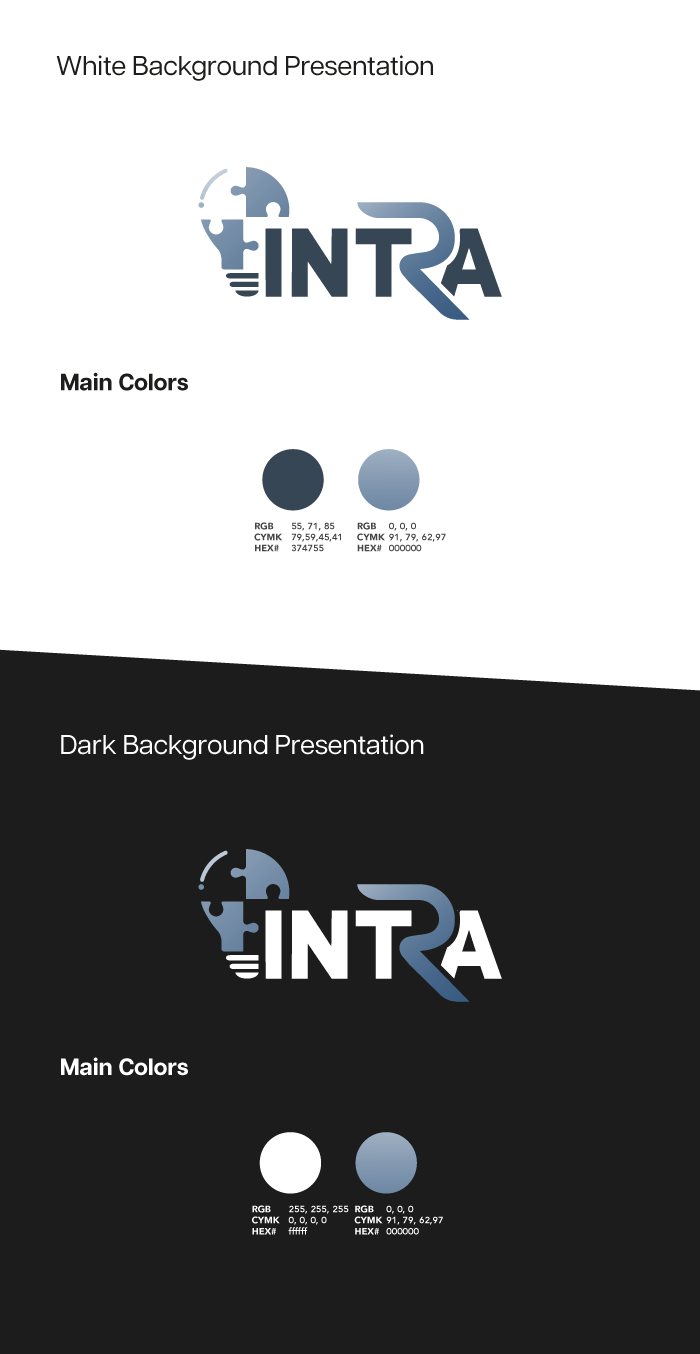 White Background Presentation
INTRA
Main Colors
RGB 55, 71, 85
CYMK 79,59,45,41
HEX# 374755
RGB 0, 0, 0
CYMK 91, 79, 62,97
HEX# 000000
Dark Background Presentation
INTRA
Main Colors
RGB 255, 255, 255
CYMK 0, 0, 0, 0
HEX# ffffff
RGB 0, 0, 0
CYMK 91, 79, 62,97
HEX# 000000